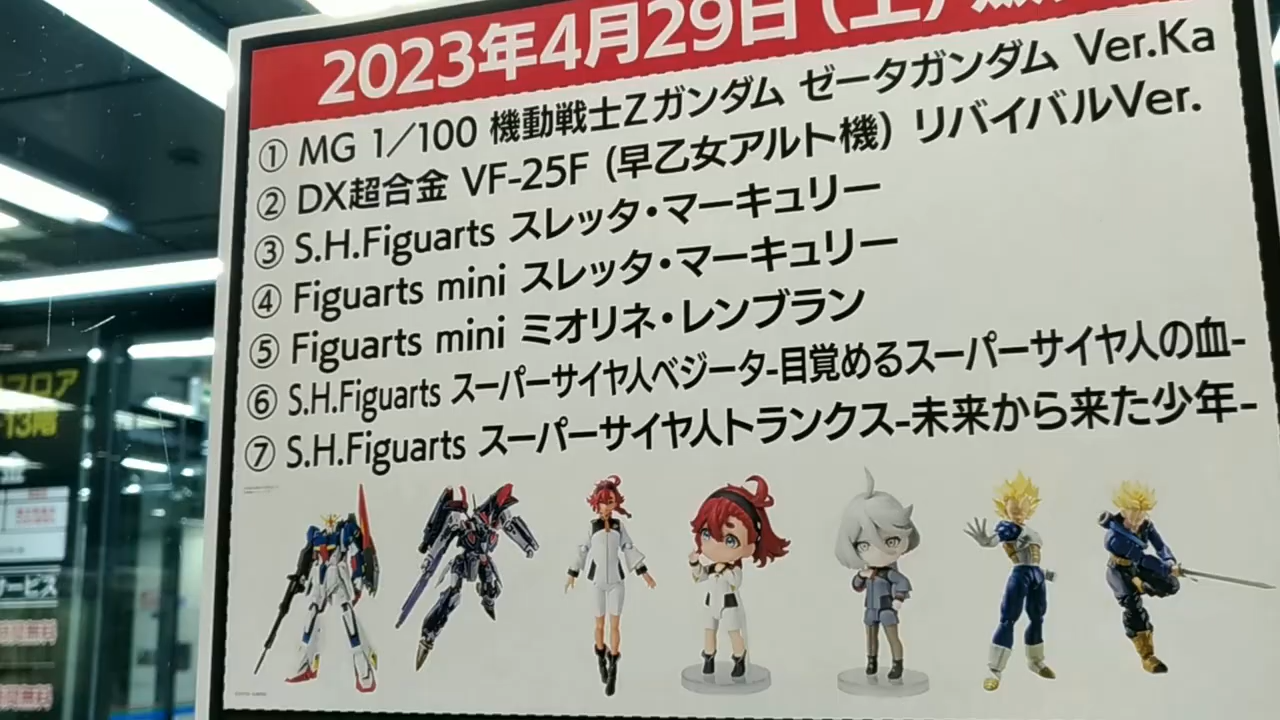 2023年4月29日(土)
① MG 1/100 機動戦士Zガンダム ゼータガンダム Ver.Ka
② DX超合金 VF-25F (早乙女アルト機) リバイバルVer.
③ S.H.Figuarts スレッタ・マーキュリー
④ Figuarts mini スレッタ・マーキュリー
⑤ Figuarts mini ミオリネ・レンブラン
⑥ S.H.Figuarts スーパーサイヤ人ベジータ-目覚めるスーパーサイヤ人の血-
⑦ S.H.Figuarts スーパーサイヤ人トランクス-未来から来た少年-
フロア
13階
サービス